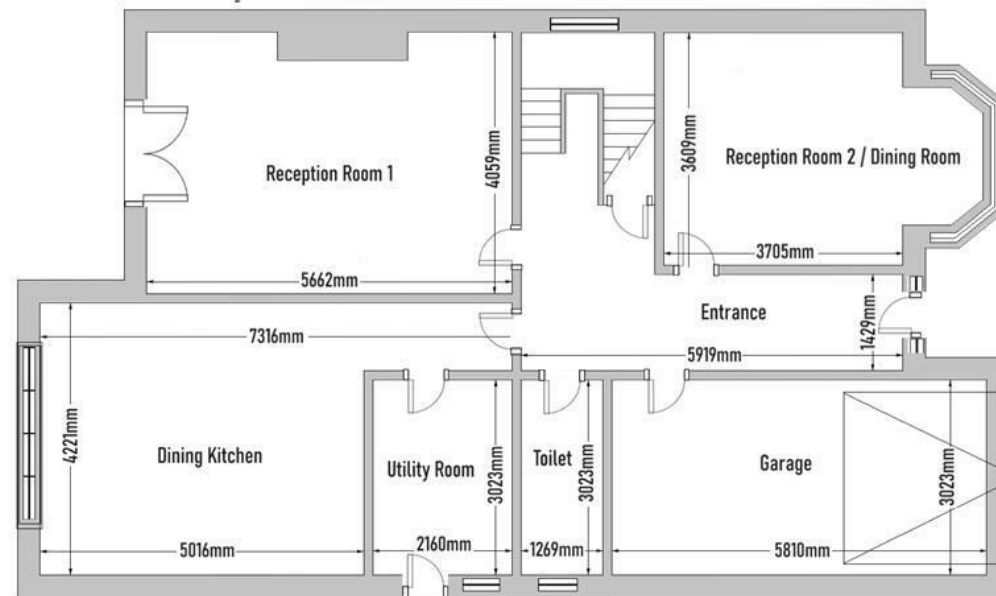 Reception Room 1
4059mm
5662mm
3609mm
Reception Room 2 / Dining Room
3705mm
Entrance
1429mm
5919mm
7316mm
4221mm
Dining Kitchen
5016mm
Utility Room
3023mm
2160mm
Toilet
3023mm
1269mm
Garage
3023mm
5810mm